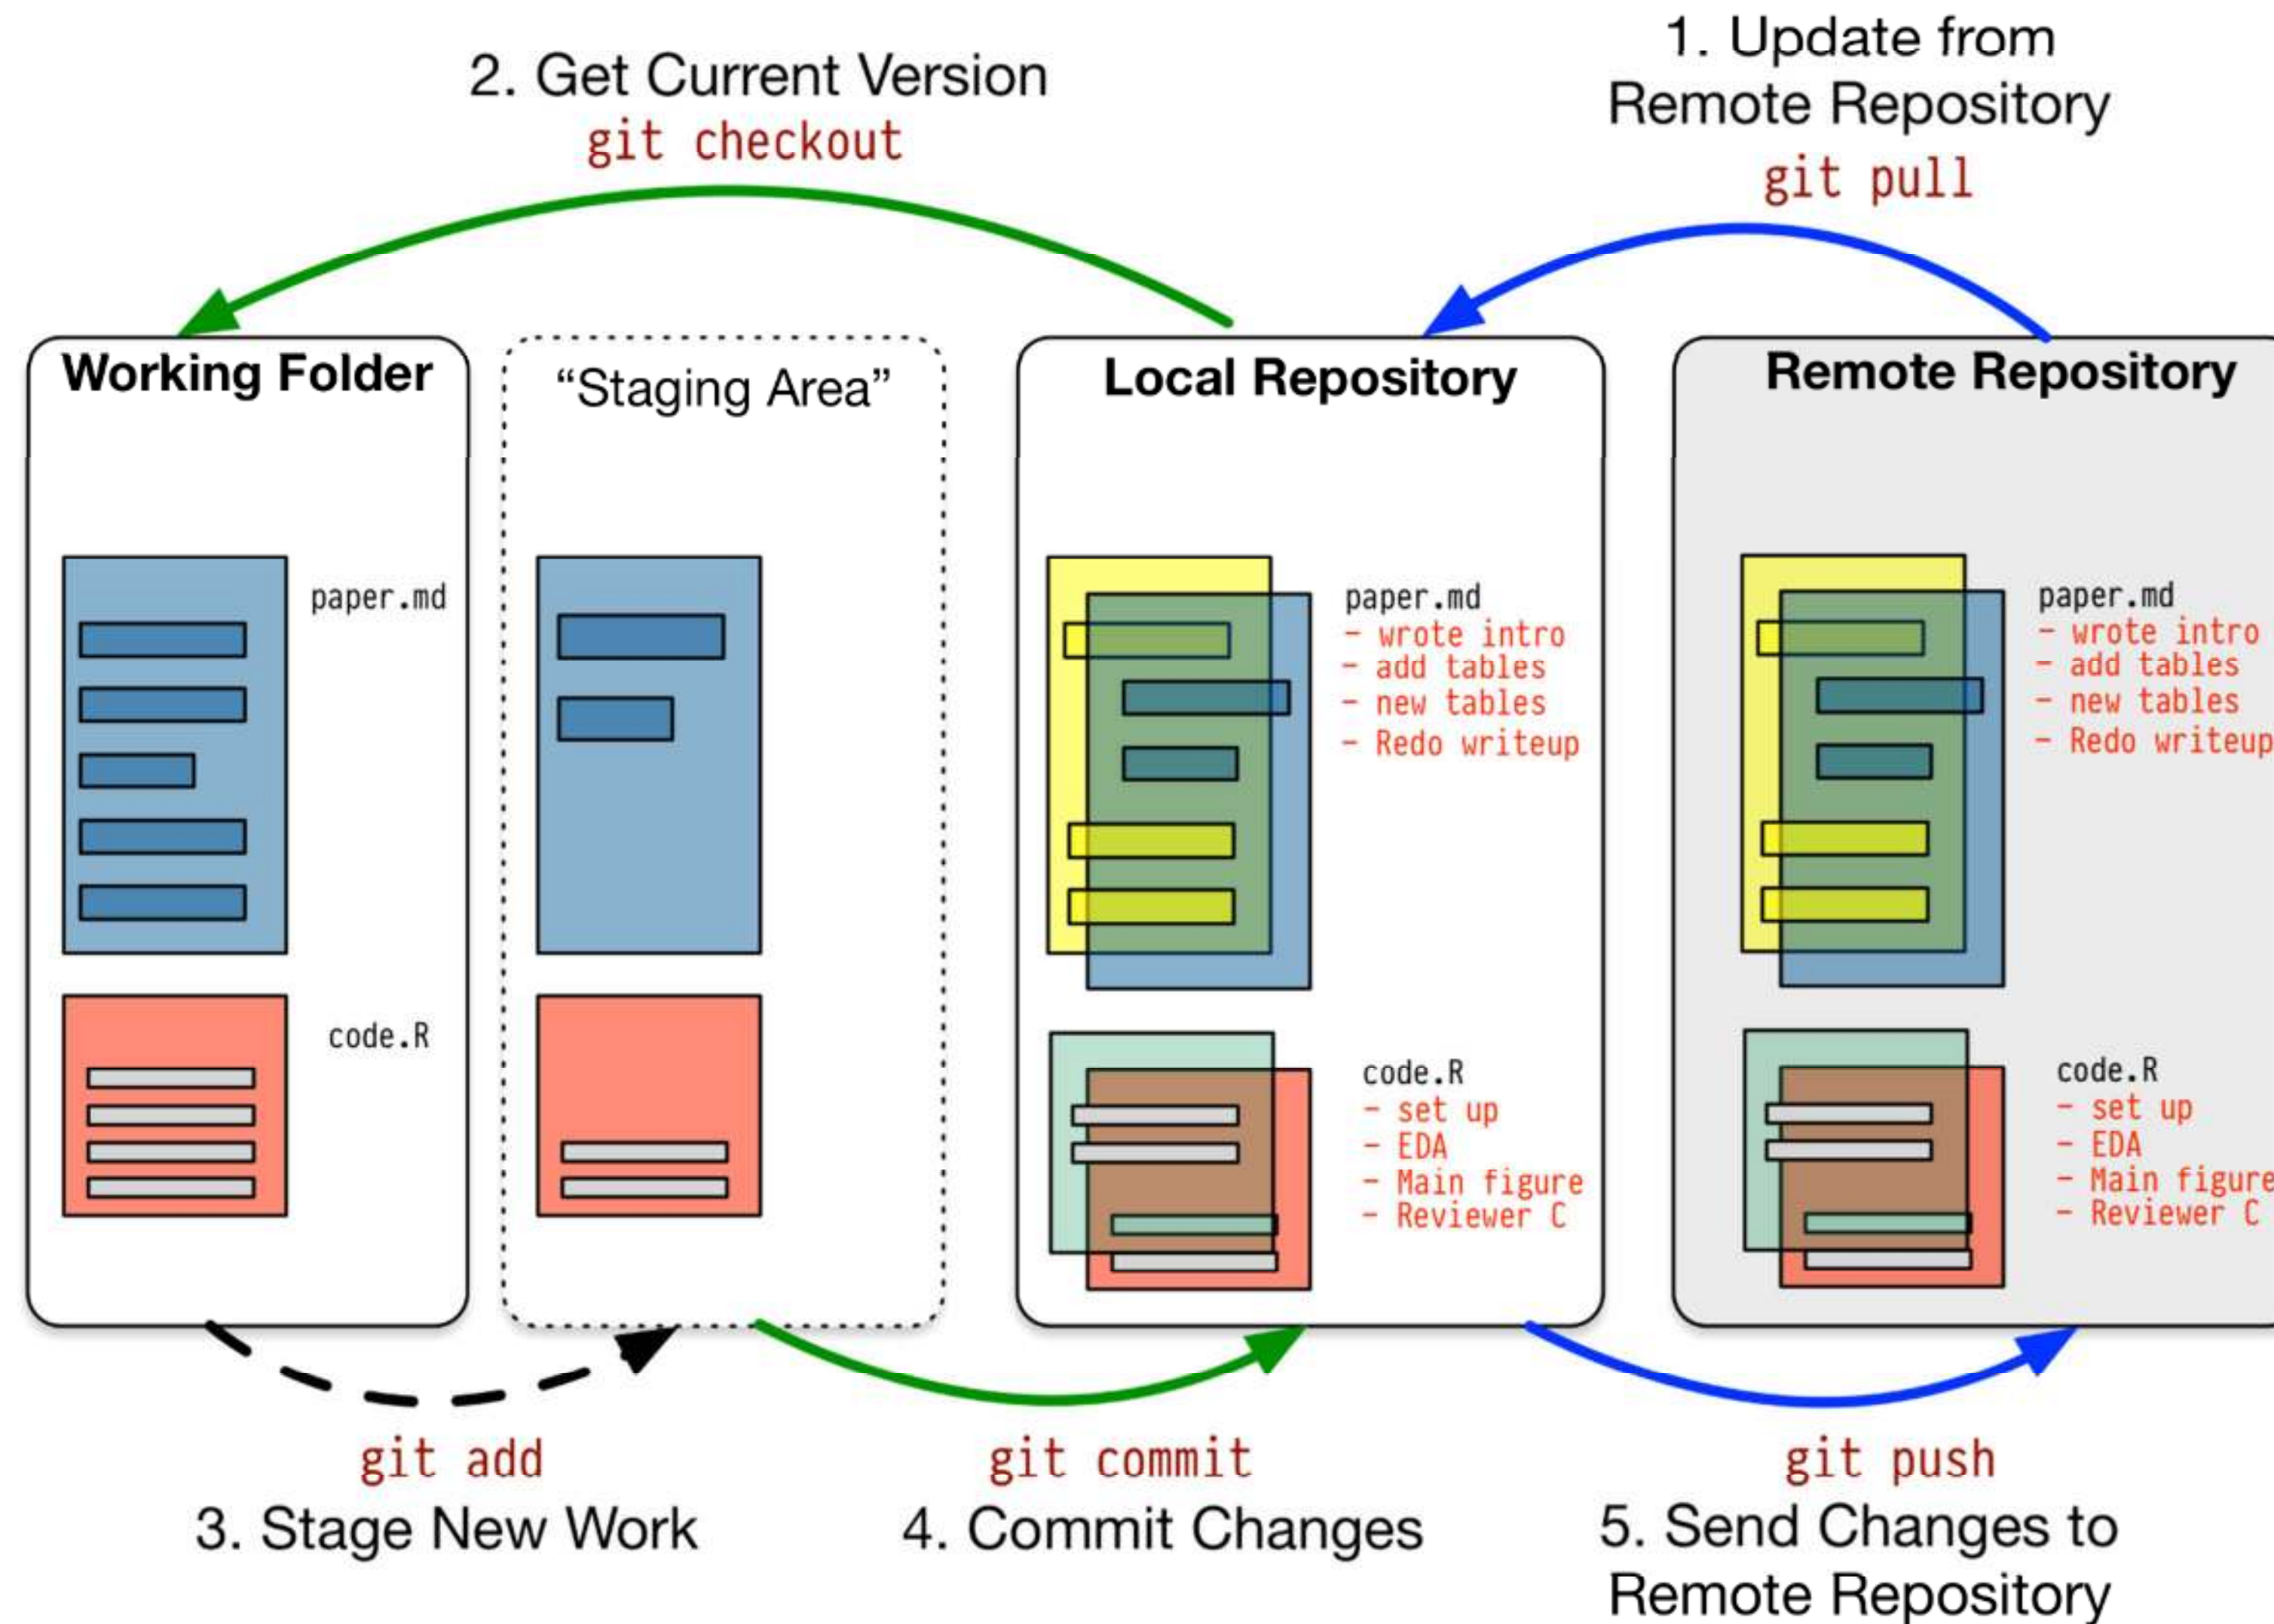 2. Get Current Version
git checkout
1. Update from
Remote Repository
git pull
Working Folder
paper.md
code.R
“Staging Area”
Local Repository
paper.md
- wrote intro
- add tables
- new tables
- Redo writeup
code.R
- set up
- EDA
- Main figure
- Reviewer C
Remote Repository
paper.md
- wrote intro
- add tables
- new tables
- Redo writeup
code.R
- set up
- EDA
- Main figure
- Reviewer C
git add
3. Stage New Work
git commit
4. Commit Changes
git push
5. Send Changes to
Remote Repository